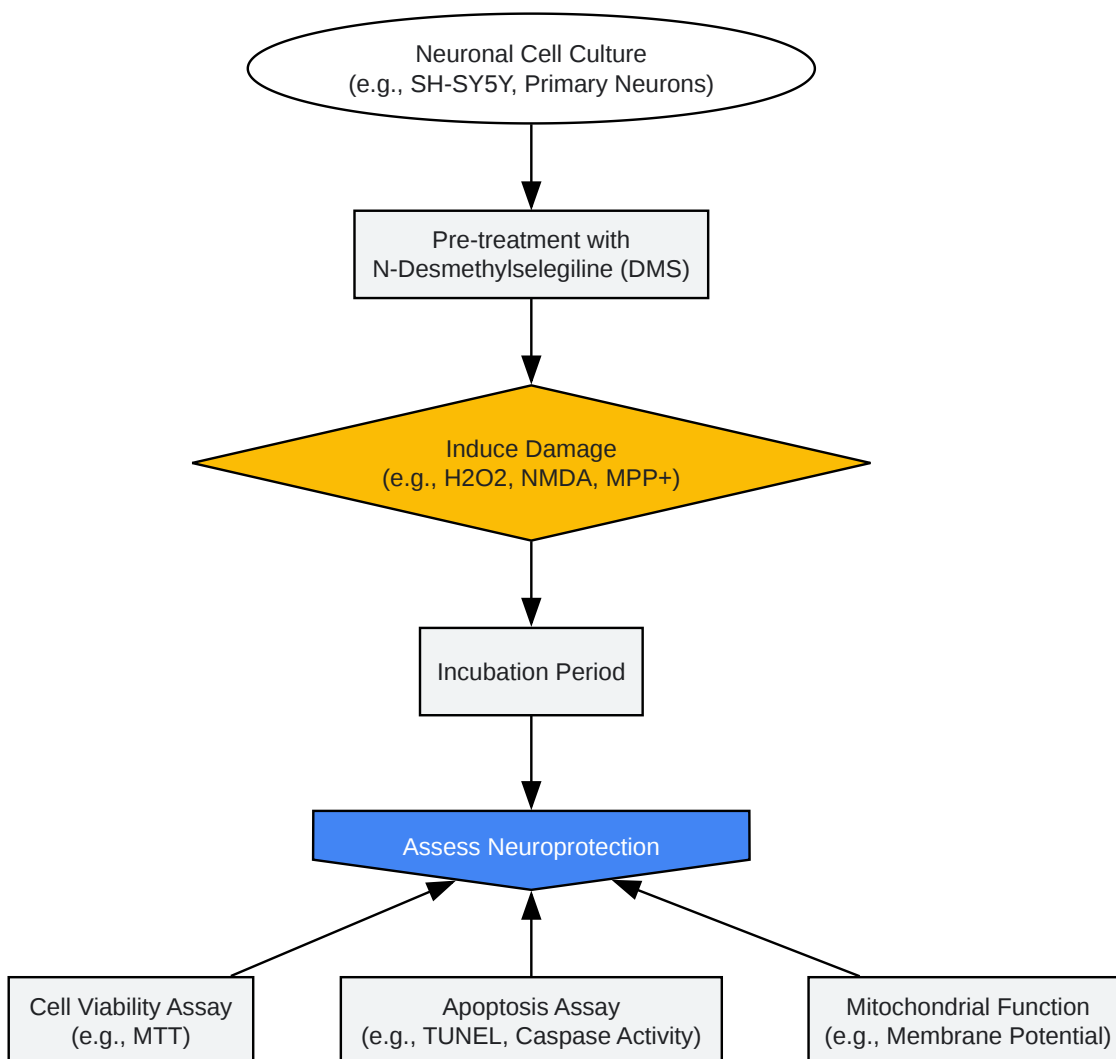 Neuronal Cell Culture
(e.g., SH-SY5Y, Primary Neurons)
Pre-treatment with
N-Desmethylselegiline (DMS)
Induce Damage
(e.g., H2O2, NMDA, MPP+)
Incubation Period
Assess Neuroprotection
Cell Viability Assay
(e.g., MTT)
Apoptosis Assay
(e.g., TUNEL, Caspase Activity)
Mitochondrial Function
(e.g., Membrane Potential)